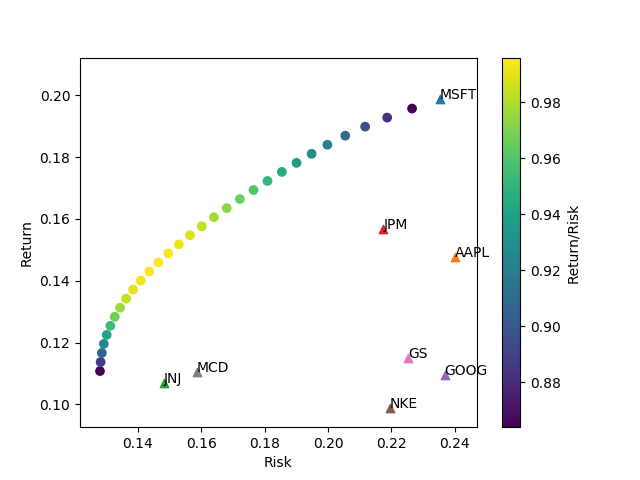 0.20
0.18
0.16
0.14
0.12
0.10
Return
0.14
0.16
0.18
0.20
0.22
0.24
Risk
MSFT
JPM
AAPL
GS
GOOG
MCD
JNJ
NKE
0.98
0.96
0.94
0.92
0.90
0.88
Return/Risk